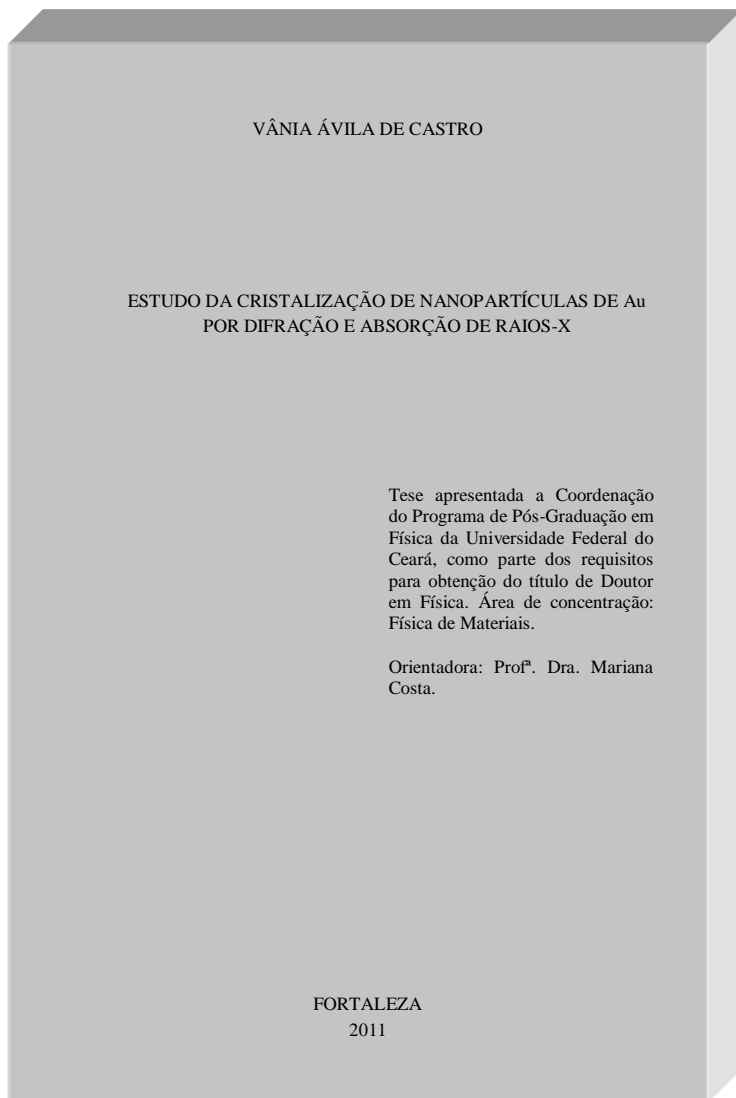 VÂNIA ÁVILA DE CASTRO
ESTUDO DA CRISTALIZAÇÃO DE NANOPARTÍCULAS DE Au
POR DIFRAÇÃO E ABSORÇÃO DE RAIOS-X
Tese apresentada a Coordenação
do Programa de Pós-Graduação em
Física da Universidade Federal do
Ceará, como parte dos requisitos
para obtenção do título de Doutor
em Física. Área de concentração:
Física de Materiais.
Orientadora: Profª. Dra. Mariana
Costa.
FORTALEZA
2011